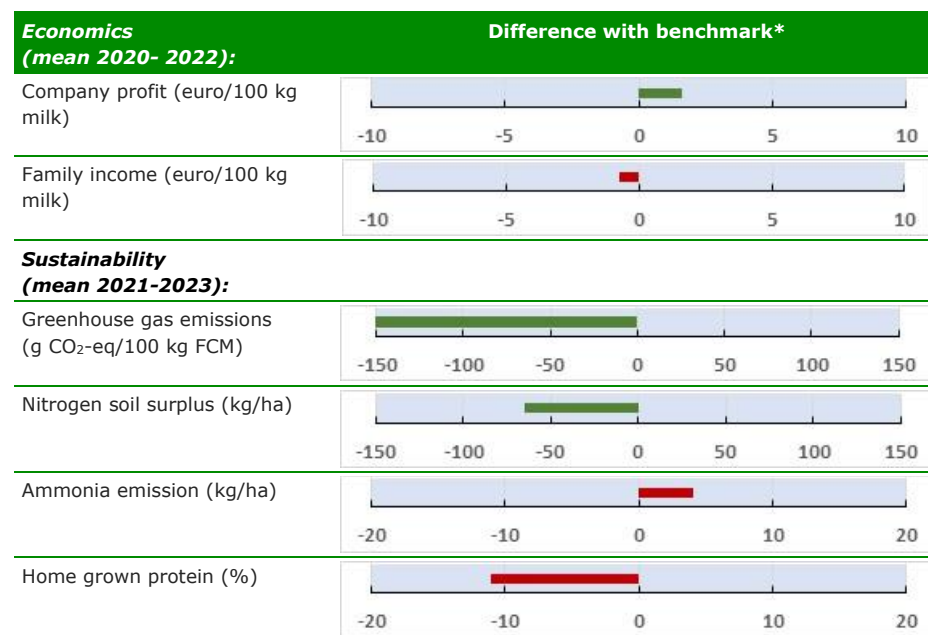 Economics
(mean 2020- 2022):
Difference with benchmark*
Company profit (euro/100 kg
milk)
-10 -5 0 5 10
Family income (euro/100 kg
milk)
-10 -5 0 5 10
Sustainability
(mean 2021-2023):
Greenhouse gas emissions
(g CO₂-eq/100 kg FCM)
-150 -100 -50 0 50 100 150
Nitrogen soil surplus (kg/ha)
-150 -100 -50 0 50 100 150
Ammonia emission (kg/ha)
-20 -10 0 10 20
Home grown protein (%)
-20 -10 0 10 20